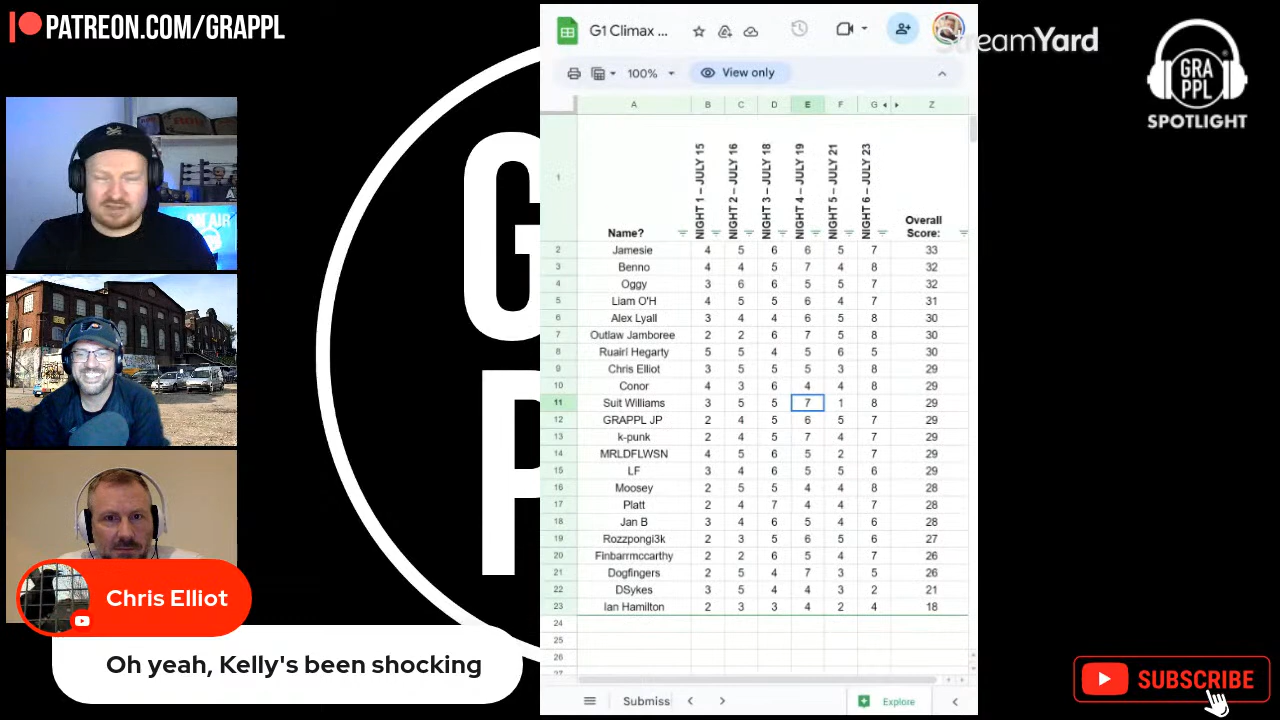 PATREON.COM/GRAPPL
G1 Climax ...
StreamYard
GRA
PPL
SPOTLIGHT
100%
View only
A B C D E F G Z
1 Name? NIGHT 1 – JULY 15 NIGHT 2 – JULY 16 NIGHT 3 – JULY 18 NIGHT 4 – JULY 19 NIGHT 5 – JULY 21 NIGHT 6 – JULY 23 Overall Score:
2 Jamesie 4 5 6 6 5 7 33
3 Benno 4 4 5 7 4 8 32
4 Oggy 3 6 6 5 5 7 32
5 Liam O'H 4 5 5 6 4 7 31
6 Alex Lyall 3 4 4 6 5 8 30
7 Outlaw Jamboree 2 2 6 7 5 8 30
8 Ruairí Hegarty 5 5 4 5 6 5 30
9 Chris Elliot 3 5 5 5 3 8 29
10 Conor 4 3 6 4 4 8 29
11 Suit Williams 3 5 5 7 1 8 29
12 GRAPPL JP 2 4 5 6 5 7 29
13 k-punk 2 4 5 7 4 7 29
14 MRLDFLWSN 4 5 6 5 2 7 29
15 LF 3 4 6 5 5 6 29
16 Moosey 2 5 5 4 4 8 28
17 Platt 2 4 7 4 4 7 28
18 Jan B 3 4 6 5 4 6 28
19 Rozzpongi3k 2 3 5 6 5 6 27
20 Finbarrmccarthy 2 2 6 5 4 7 26
21 Dogfingers 2 5 4 7 3 5 26
22 DSykes 3 5 4 4 3 2 21
23 Ian Hamilton 2 3 3 4 2 4 18
24
25
26
27
Submiss
Explore
ON AIR
Chris Elliot
Oh yeah, Kelly's been shocking
SUBSCRIBE